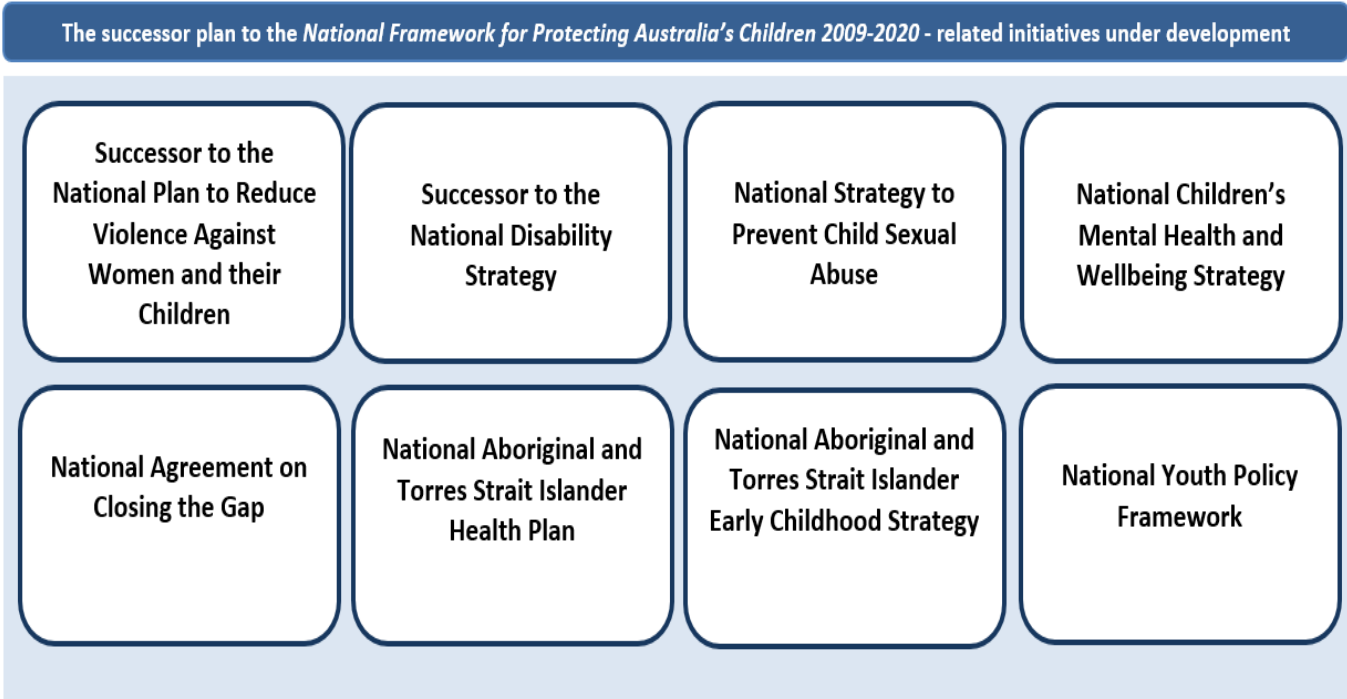 The successor plan to the National Framework for Protecting Australia’s Children 2009-2020 - related initiatives under development
Successor to the
National Plan to Reduce
Violence Against
Women and their
Children
Successor to the
National Disability
Strategy
National Strategy to
Prevent Child Sexual
Abuse
National Children’s
Mental Health and
Wellbeing Strategy
National Agreement on
Closing the Gap
National Aboriginal and
Torres Strait Islander
Health Plan
National Aboriginal and
Torres Strait Islander
Early Childhood Strategy
National Youth Policy
Framework